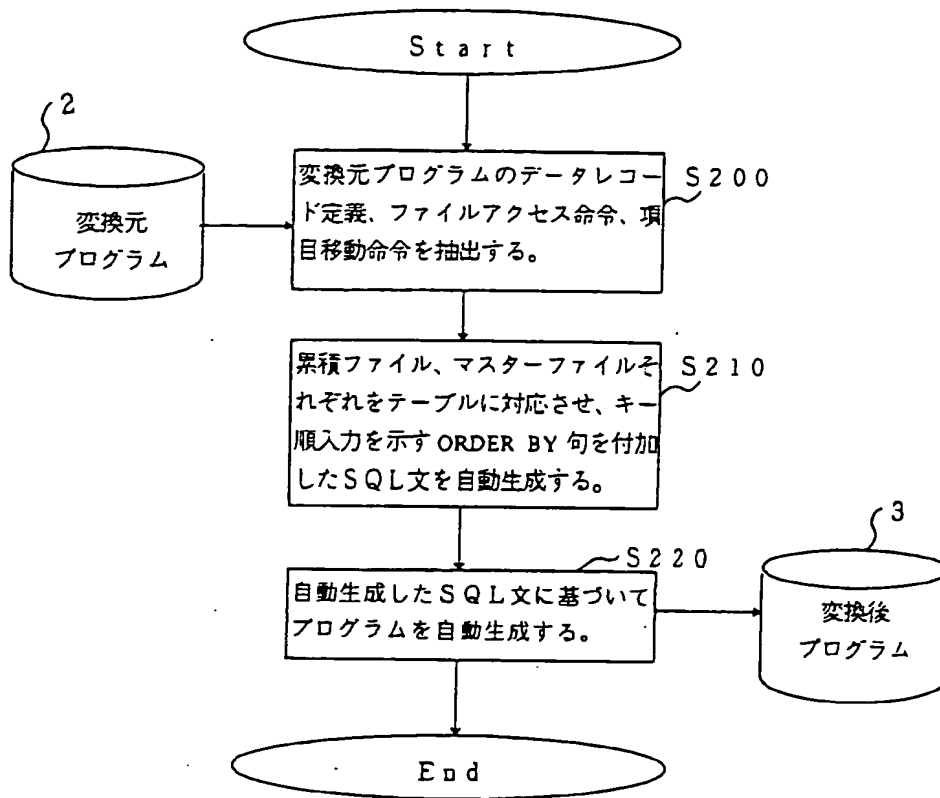 Start
2
変換元
プログラム
変換元プログラムのデータレコー
ド定義、ファイルアクセス命令、項
目移動命令を抽出する。
S200
累積ファイル、マスターファイルそ
れぞれをテーブルに対応させ、キー
順入力を示すORDER BY 句を付加
したSQL文を自動生成する。
S210
S220
自動生成したSQL文に基づいて
プログラムを自動生成する。
3
変換後
プログラム
End